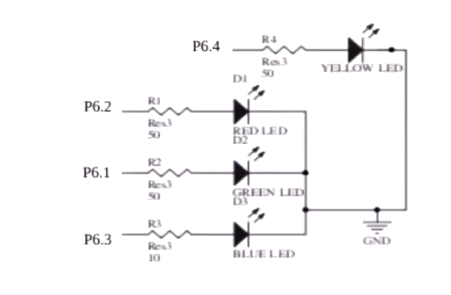 P6.4
R4
Res3
50
YELLOW LED
D1
P6.2
R1
Res3
50
RED LED
D2
P6.1
R2
Res3
50
GREEN LED
D3
P6.3
R3
Res3
10
BLUE LED
GND